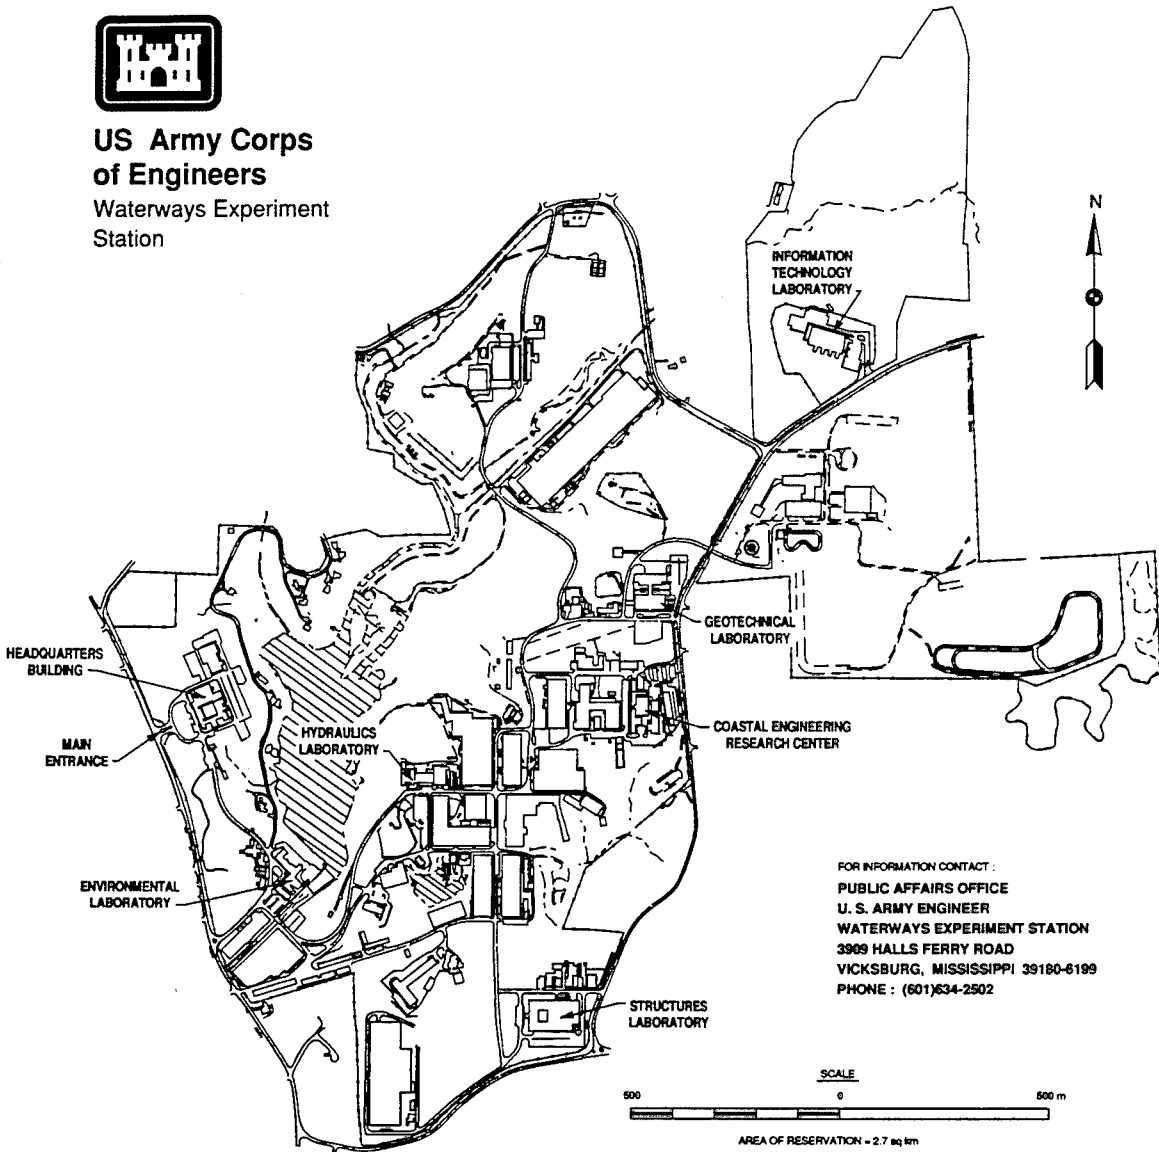 US Army Corps
of Engineers
Waterways Experiment
Station
N
INFORMATION
TECHNOLOGY
LABORATORY
GEOTECHNICAL
LABORATORY
HEADQUARTERS
BUILDING
MAIN
ENTRANCE
HYDRAULICS
LABORATORY
COASTAL ENGINEERING
RESEARCH CENTER
ENVIRONMENTAL
LABORATORY
STRUCTURES
LABORATORY
FOR INFORMATION CONTACT :
PUBLIC AFFAIRS OFFICE
U. S. ARMY ENGINEER
WATERWAYS EXPERIMENT STATION
3909 HALLS FERRY ROAD
VICKSBURG, MISSISSIPPI 39180-6199
PHONE : (601)634-2502
SCALE
500 0 500 m
AREA OF RESERVATION = 2.7 sq km